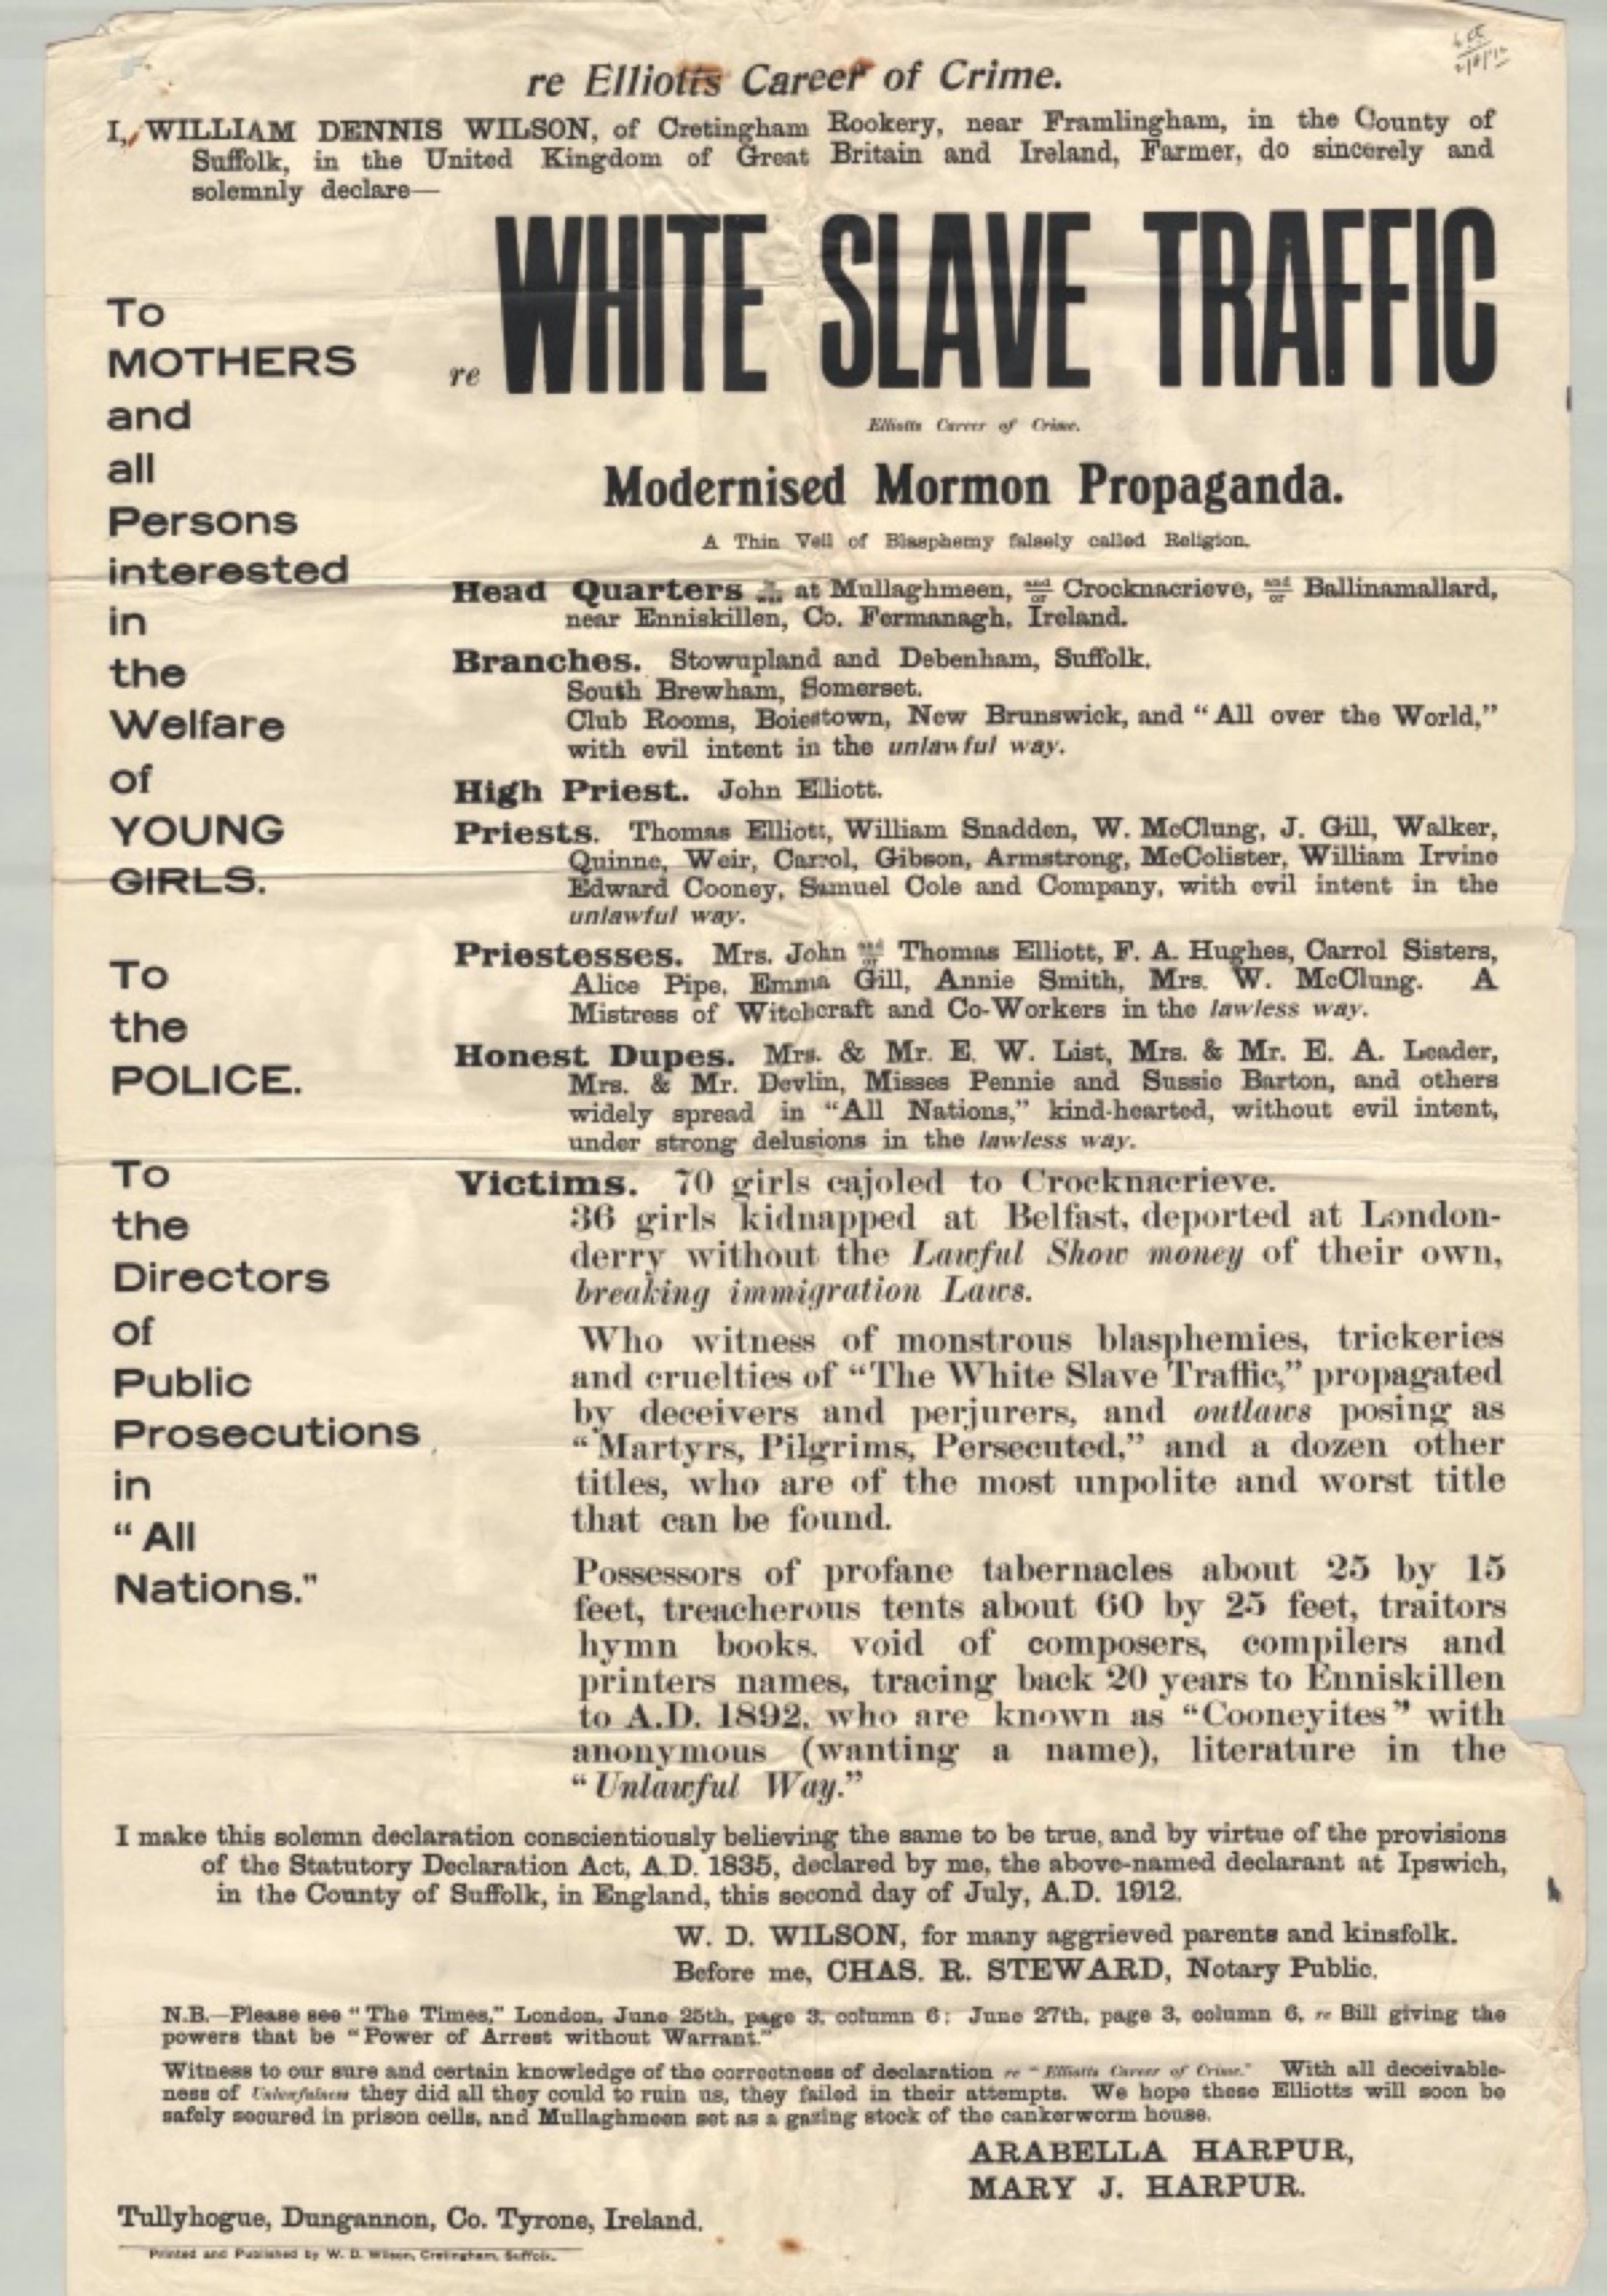 re Elliotts Career of Crime.
I, WILLIAM DENNIS WILSON, of Cretingham Rookery, near Framlingham, in the County of
Suffolk, in the United Kingdom of Great Britain and Ireland, Farmer, do sincerely and
solemnly declare—
To
MOTHERS
and
all
Persons
interested
in
the
Welfare
of
YOUNG
GIRLS.
To
the
POLICE.
To
the
Directors
of
Public
Prosecutions
in
“All
Nations.”
re WHITE SLAVE TRAFFIC
Elliotts Career of Crime.
Modernised Mormon Propaganda.
A Thin Veil of Blasphemy falsely called Religion.
Head Quarters at Mullaghmeen, and or Crocknacrieve, and or Ballinamallard,
near Enniskillen, Co. Fermanagh, Ireland.
Branches. Stowupland and Debenham, Suffolk.
South Brewham, Somerset.
Club Rooms, Boiestown, New Brunswick, and “All over the World,”
with evil intent in the unlawful way.
High Priest. John Elliott.
Priests. Thomas Elliott, William Snadden, W. McClung, J. Gill, Walker,
Quinne, Weir, Carrol, Gibson, Armstrong, McColister, William Irvine
Edward Cooney, Samuel Cole and Company, with evil intent in the
unlawful way.
Priestesses. Mrs. John and or Thomas Elliott, F. A. Hughes, Carrol Sisters,
Alice Pipe, Emma Gill, Annie Smith, Mrs. W. McClung. A
Mistress of Witchcraft and Co-Workers in the lawless way.
Honest Dupes. Mrs. & Mr. E. W. List, Mrs. & Mr. E. A. Leader,
Mrs. & Mr. Devlin, Misses Pennie and Sussie Barton, and others
widely spread in “All Nations,” kind-hearted, without evil intent,
under strong delusions in the lawless way.
Victims. 70 girls cajoled to Crocknacrieve.
36 girls kidnapped at Belfast, deported at London-
derry without the Lawful Show money of their own,
breaking immigration Laws.
Who witness of monstrous blasphemies, trickeries
and cruelties of “The White Slave Traffic,” propagated
by deceivers and perjurers, and outlaws posing as
“Martyrs, Pilgrims, Persecuted,” and a dozen other
titles, who are of the most unpolite and worst title
that can be found.
Possessors of profane tabernacles about 25 by 15
feet, treacherous tents about 60 by 25 feet, traitors
hymn books, void of composers, compilers and
printers names, tracing back 20 years to Enniskillen
to A.D. 1892, who are known as “Cooneyites” with
anonymous (wanting a name), literature in the
“Unlawful Way.”
I make this solemn declaration conscientiously believing the same to be true, and by virtue of the provisions
of the Statutory Declaration Act, A.D. 1835, declared by me, the above-named declarant at Ipswich,
in the County of Suffolk, in England, this second day of July, A.D. 1912.
W. D. WILSON, for many aggrieved parents and kinsfolk.
Before me, CHAS. R. STEWARD, Notary Public.
N.B.—Please see “The Times,” London, June 25th, page 3, column 6; June 27th, page 3, column 6, re Bill giving the
powers that be “Power of Arrest without Warrant.”
Witness to our sure and certain knowledge of the correctness of declaration re “Elliotts Career of Crime.” With all deceivable-
ness of Unlawfulness they did all they could to ruin us, they failed in their attempts. We hope these Elliotts will soon be
safely secured in prison cells, and Mullaghmeen set as a gazing stock of the cankerworm house.
ARABELLA HARPUR,
MARY J. HARPUR.
Tullyhogue, Dungannon, Co. Tyrone, Ireland.
Printed and Published by W. D. Wilson, Cretingham, Suffolk.